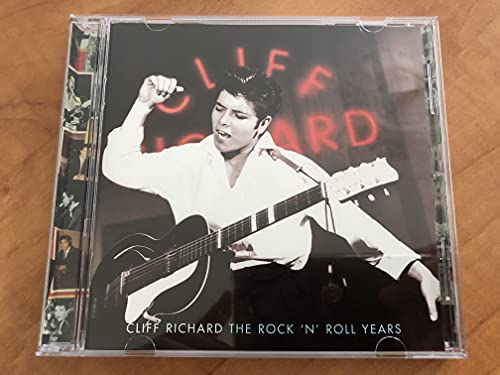 CLIFF
CLIFF RICHARD THE ROCK 'N' ROLL YEARS